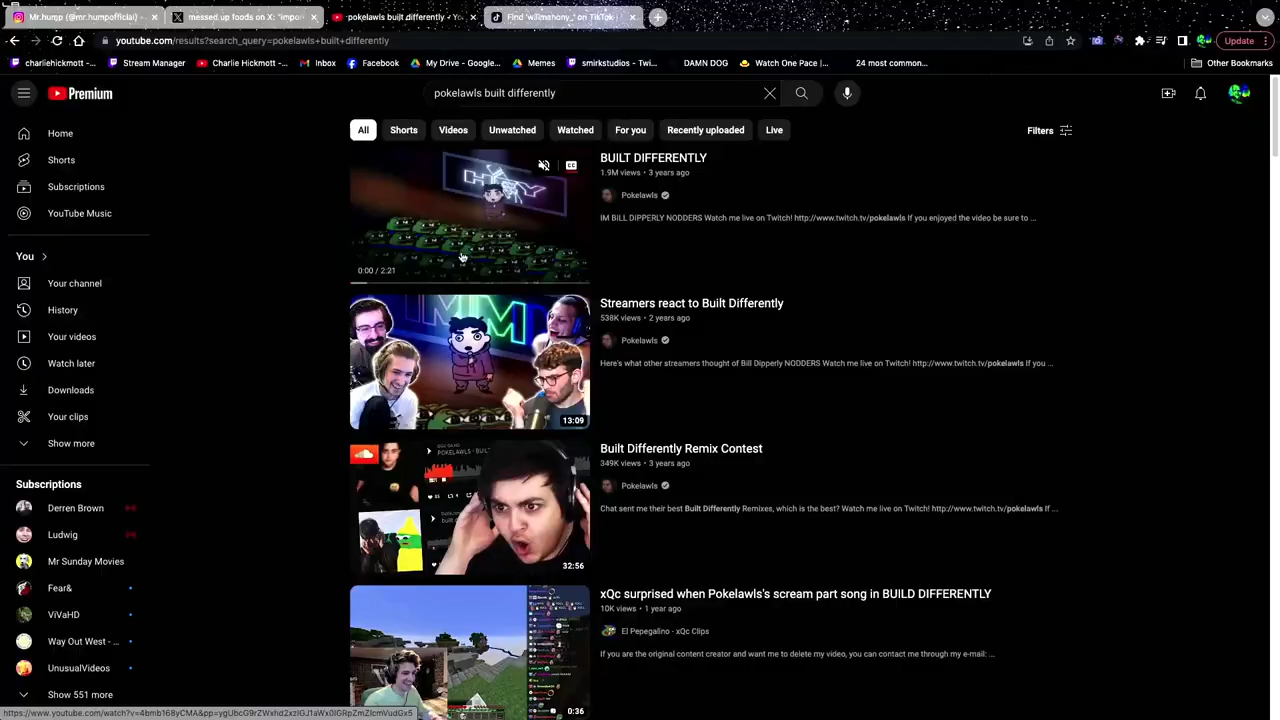 Mr.hump (@mr.humpofficial) •
messed up foods on X: "impo
pokelawls built differently - Yo
Find 'wilimahony_' on TikTok
youtube.com/results?search_query=pokelawls+built+differently
Update
charliehickmott - ...
Stream Manager
Charlie Hickmott -...
Inbox
Facebook
My Drive – Google...
Memes
smirkstudios - Twi...
DAMN DOG
Watch One Pace |...
24 most common...
Other Bookmarks
Premium
pokelawls built differently
All
Shorts
Videos
Unwatched
Watched
For you
Recently uploaded
Live
Filters
Home
Shorts
Subscriptions
YouTube Music
You
Your channel
History
Your videos
Watch later
Downloads
Your clips
Show more
Subscriptions
Derren Brown
Ludwig
Mr Sunday Movies
Fear&
ViVaHD
Way Out West - ...
UnusualVideos
Show 551 more
CC
0:00 / 2:21
BUILT DIFFERENTLY
1.9M views • 3 years ago
Pokelawls
IM BILL DIPPERLY NODDERS Watch me live on Twitch! http://www.twitch.tv/pokelawls If you enjoyed the video be sure to ...
13:09
Streamers react to Built Differently
538K views • 2 years ago
Pokelawls
Here's what other streamers thought of Bill Dipperly NODDERS Watch me live on Twitch! http://www.twitch.tv/pokelawls If you ...
POKELAWLS - BUILT
32:56
Built Differently Remix Contest
349K views • 3 years ago
Pokelawls
Chat sent me their best Built Differently Remixes, which is the best? Watch me live on Twitch! http://www.twitch.tv/pokelawls If ...
0:36
xQc surprised when Pokelawls's scream part song in BUILD DIFFERENTLY
10K views • 1 year ago
El Pepegalino - xQc Clips
If you are the original content creator and want me to delete my video, you can contact me through my e-mail: ...